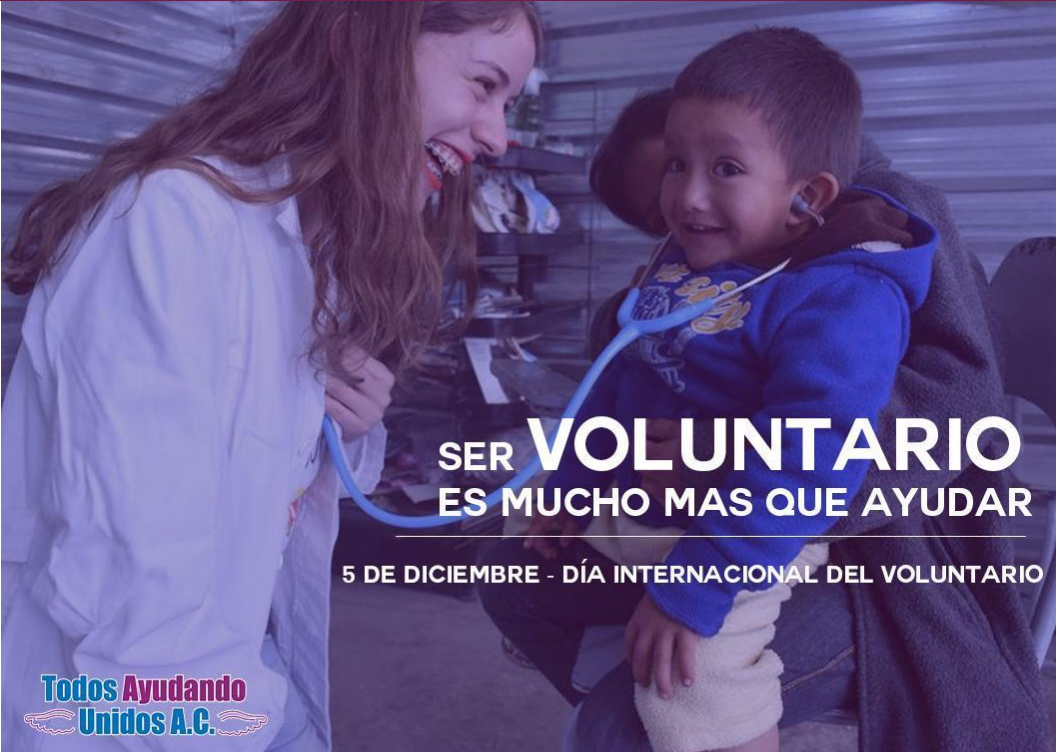 SER VOLUNTARIO
ES MUCHO MAS QUE AYUDAR
5 DE DICIEMBRE - DÍA INTERNACIONAL DEL VOLUNTARIO
Todos Ayudando
Unidos A.C.